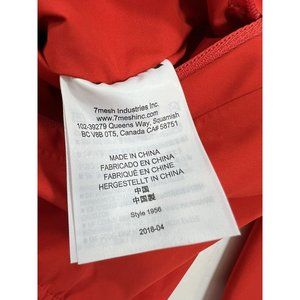 7mesh Industries Inc.
www.7meshinc.com
102-39279 Queens Way, Squamish
BC V8B 0T5, Canada CA# 58751
MADE IN CHINA
FABRIQUÉ EN CHINE
FABRICADO EN CHINA
HERGESTELLT IN CHINA
中国
中国製
Style 1956
2018-04